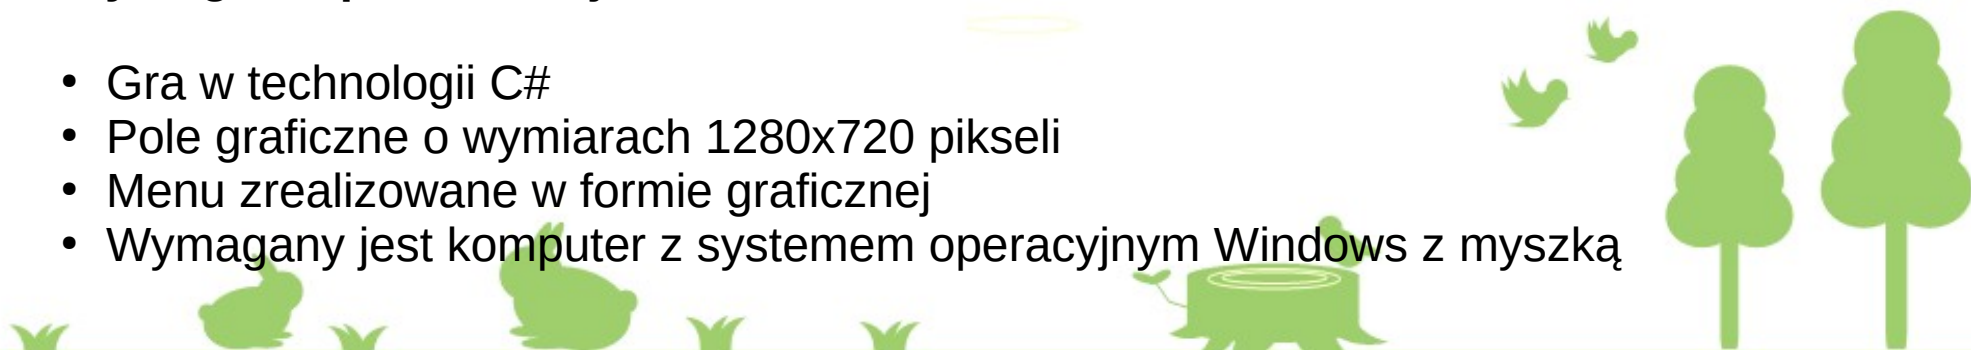 • Gra w technologii C#
• Pole graficzne o wymiarach 1280x720 pikseli
• Menu zrealizowane w formie graficznej
• Wymagany jest komputer z systemem operacyjnym Windows z myszką